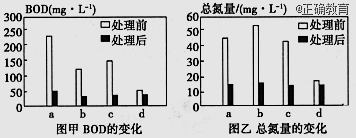 BOD(mg·L⁻¹)
300
250
200
150
100
50
0
处理前
处理后
a b c d
图甲 BOD的变化
总氮量/(mg·L⁻¹)
@正确教育
60
50
40
30
20
10
0
处理前
处理后
a b c d
图乙 总氮量的变化